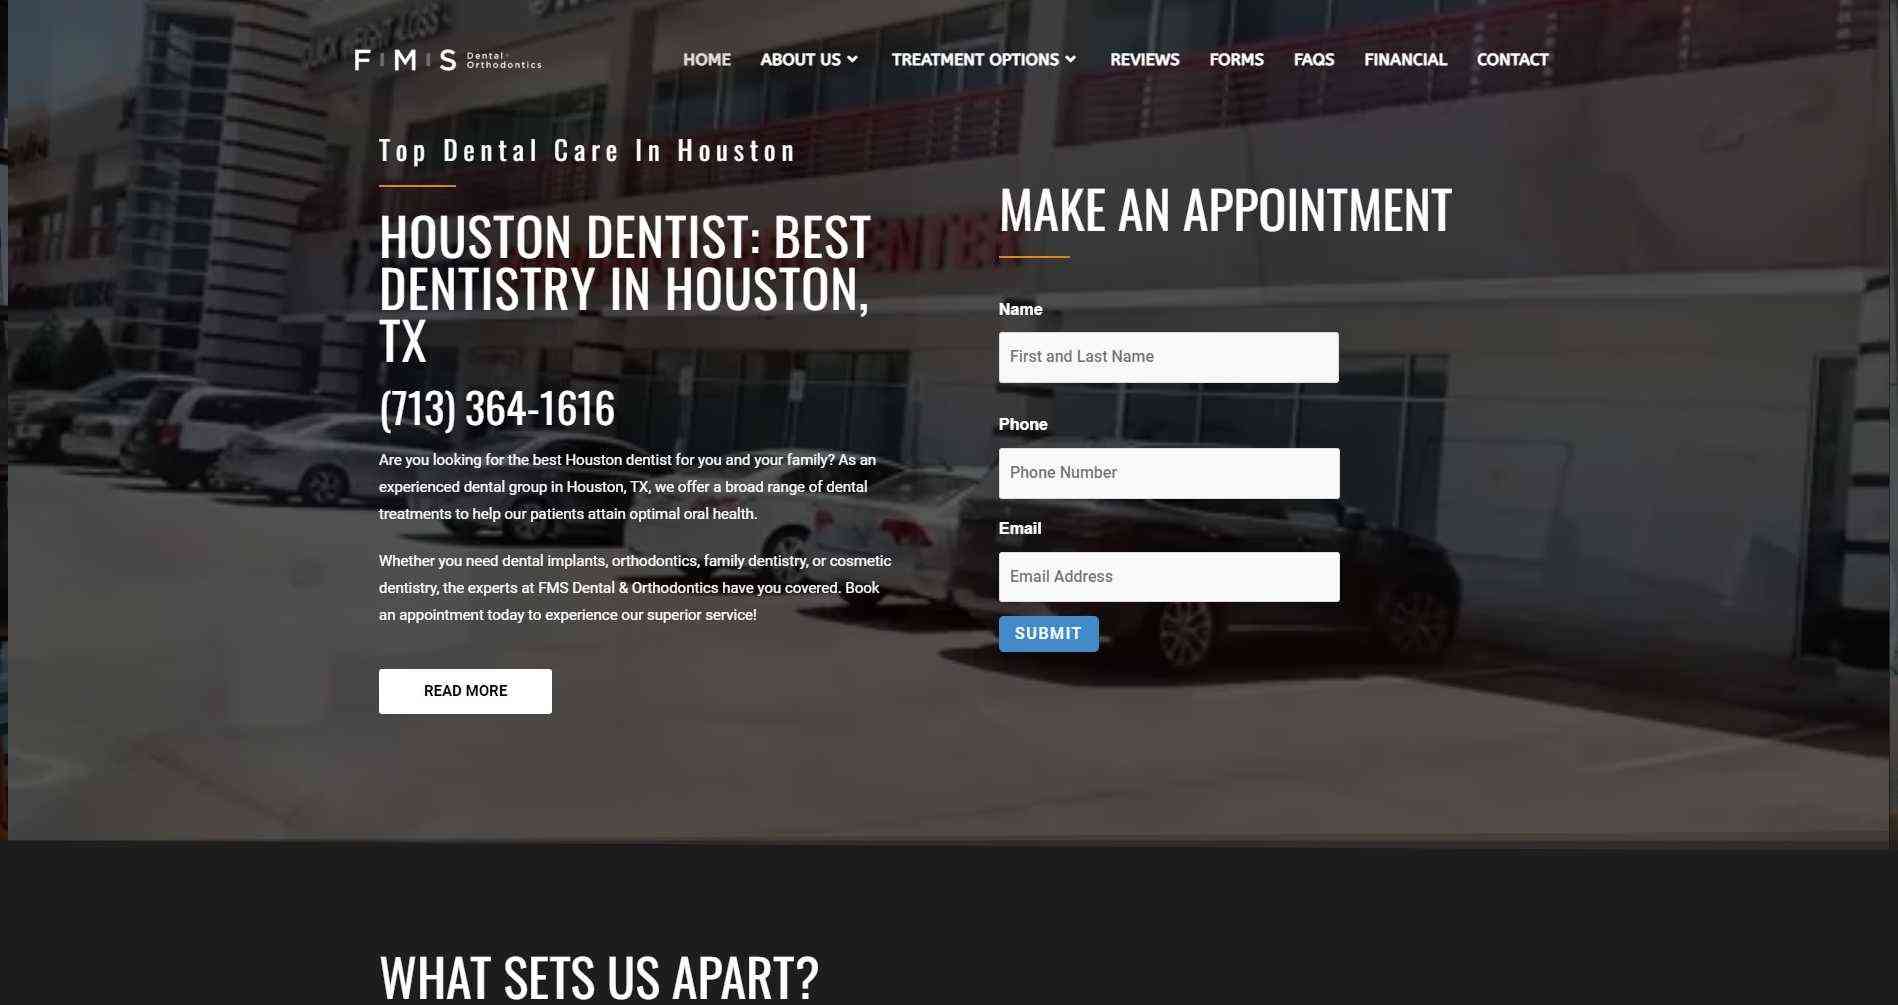 F | M | S Dental
Orthodontics
HOME ABOUT US TREATMENT OPTIONS REVIEWS FORMS FAQS FINANCIAL CONTACT
Top Dental Care In Houston
HOUSTON DENTIST: BEST
DENTISTRY IN HOUSTON,
TX
(713) 364-1616
Are you looking for the best Houston dentist for you and your family? As an
experienced dental group in Houston, TX, we offer a broad range of dental
treatments to help our patients attain optimal oral health.
Whether you need dental implants, orthodontics, family dentistry, or cosmetic
dentistry, the experts at FMS Dental & Orthodontics have you covered. Book
an appointment today to experience our superior service!
READ MORE
MAKE AN APPOINTMENT
Name
First and Last Name
Phone
Phone Number
Email
Email Address
SUBMIT
WHAT SETS US APART?